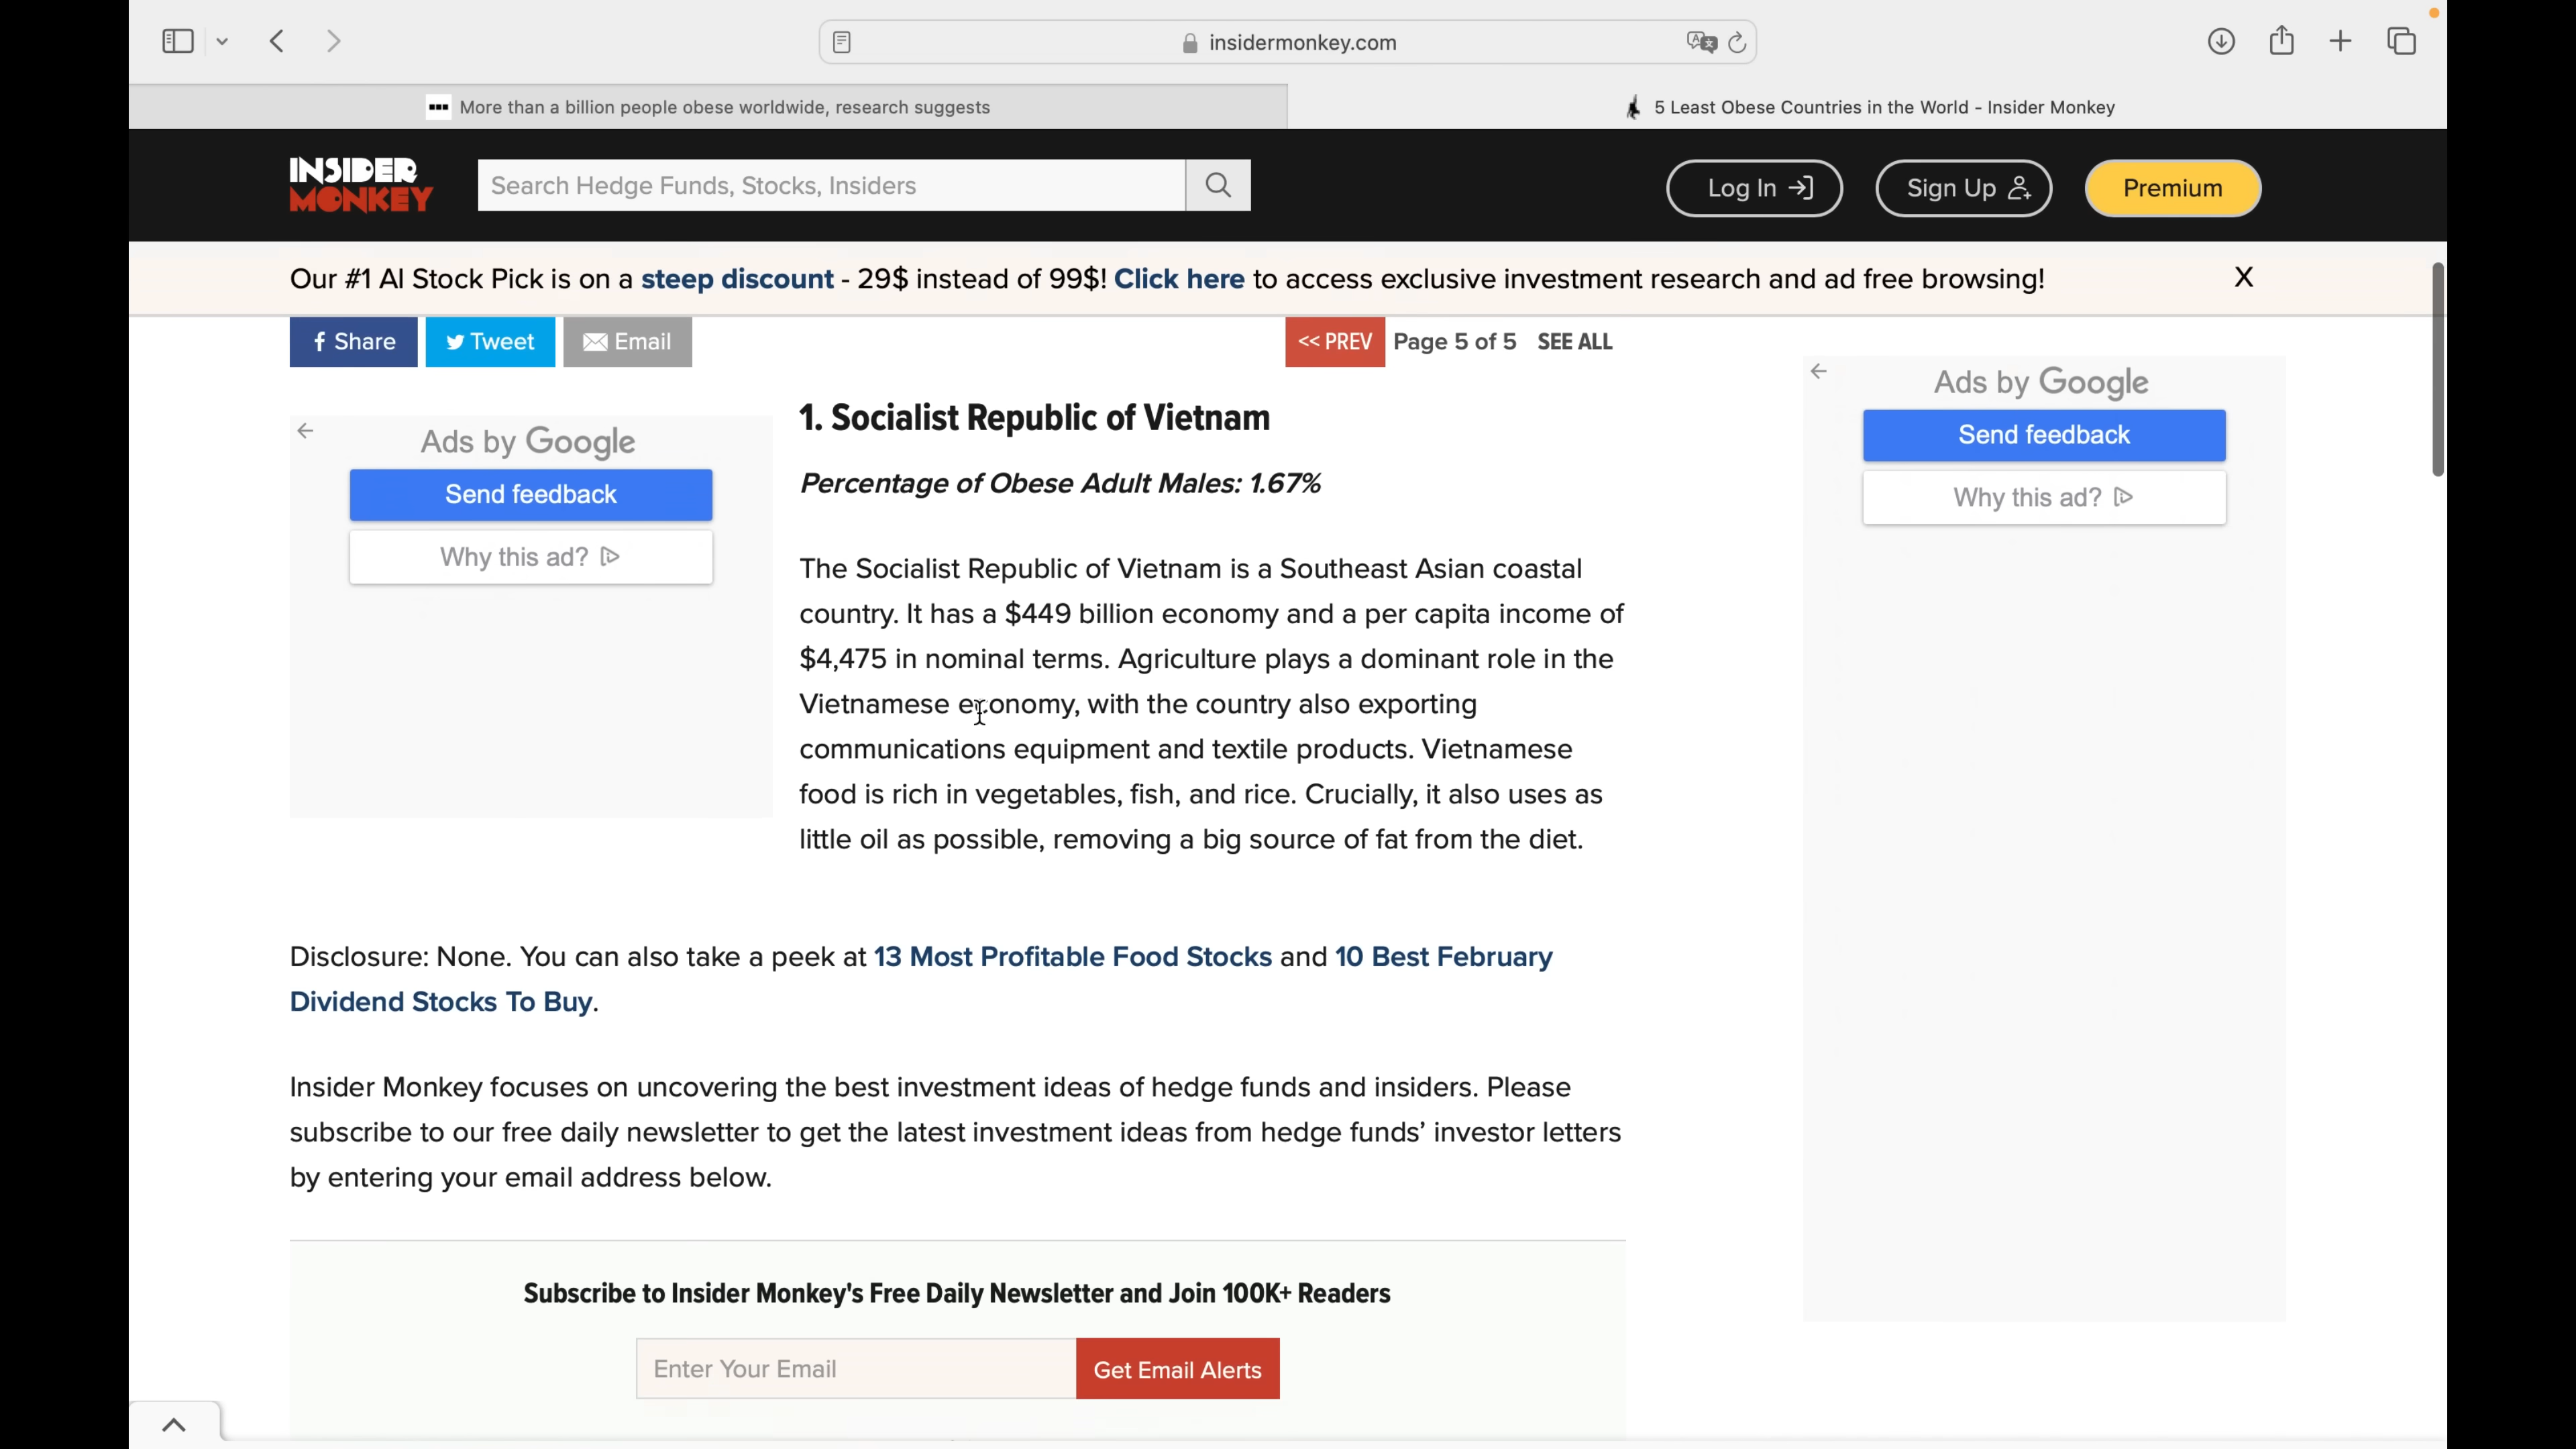 insidermonkey.com
More than a billion people obese worldwide, research suggests
5 Least Obese Countries in the World - Insider Monkey
INSIDER
MONKEY
Search Hedge Funds, Stocks, Insiders
Log In
Sign Up
Premium
Our #1 AI Stock Pick is on a steep discount - 29$ instead of 99$! Click here to access exclusive investment research and ad free browsing!
X
Share
Tweet
Email
<< PREV
Page 5 of 5
SEE ALL
Ads by Google
Send feedback
Why this ad?
1. Socialist Republic of Vietnam
Percentage of Obese Adult Males: 1.67%
The Socialist Republic of Vietnam is a Southeast Asian coastal
country. It has a $449 billion economy and a per capita income of
$4,475 in nominal terms. Agriculture plays a dominant role in the
Vietnamese economy, with the country also exporting
communications equipment and textile products. Vietnamese
food is rich in vegetables, fish, and rice. Crucially, it also uses as
little oil as possible, removing a big source of fat from the diet.
Ads by Google
Send feedback
Why this ad?
Disclosure: None. You can also take a peek at 13 Most Profitable Food Stocks and 10 Best February
Dividend Stocks To Buy.
Insider Monkey focuses on uncovering the best investment ideas of hedge funds and insiders. Please
subscribe to our free daily newsletter to get the latest investment ideas from hedge funds’ investor letters
by entering your email address below.
Subscribe to Insider Monkey's Free Daily Newsletter and Join 100K+ Readers
Enter Your Email
Get Email Alerts